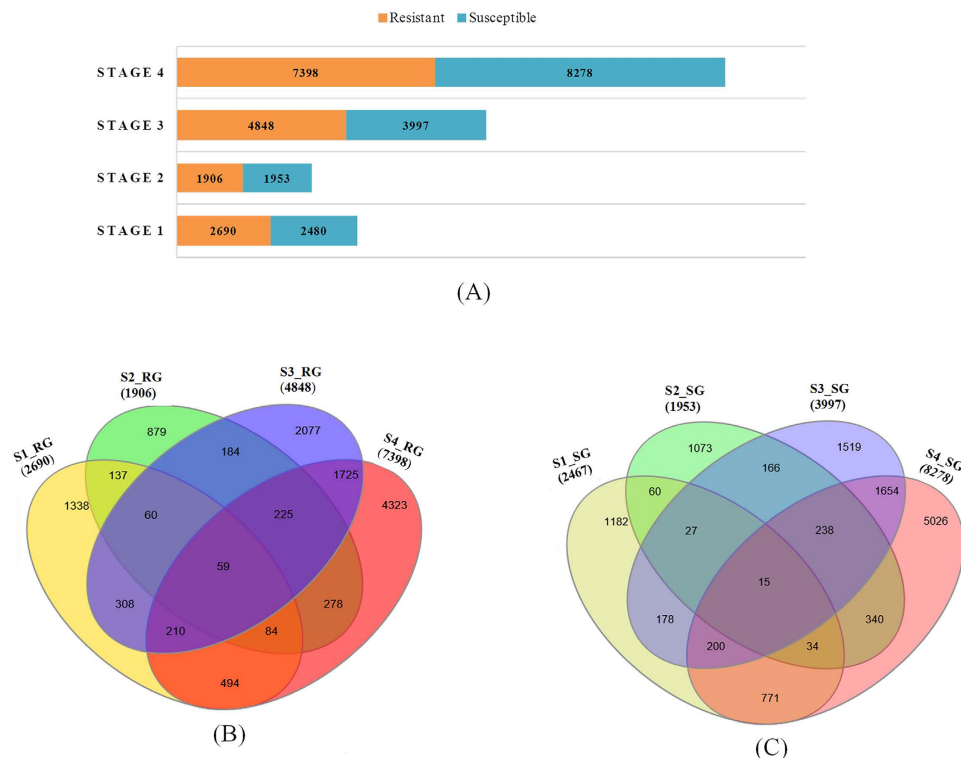 Resistant Susceptible
STAGE 4 7398 8278
STAGE 3 4848 3997
STAGE 2 1906 1953
STAGE 1 2690 2480
(A)
S1_RG
(2690)
S2_RG
(1906)
S3_RG
(4848)
S4_RG
(7398)
879
2077
184
137
1725
1338
4323
60
225
59
308
278
210
84
494
(B)
S1_SG
(2467)
S2_SG
(1953)
S3_SG
(3997)
S4_SG
(8278)
1073
1519
166
60
1654
1182
5026
27
238
15
178
340
200
34
771
(C)